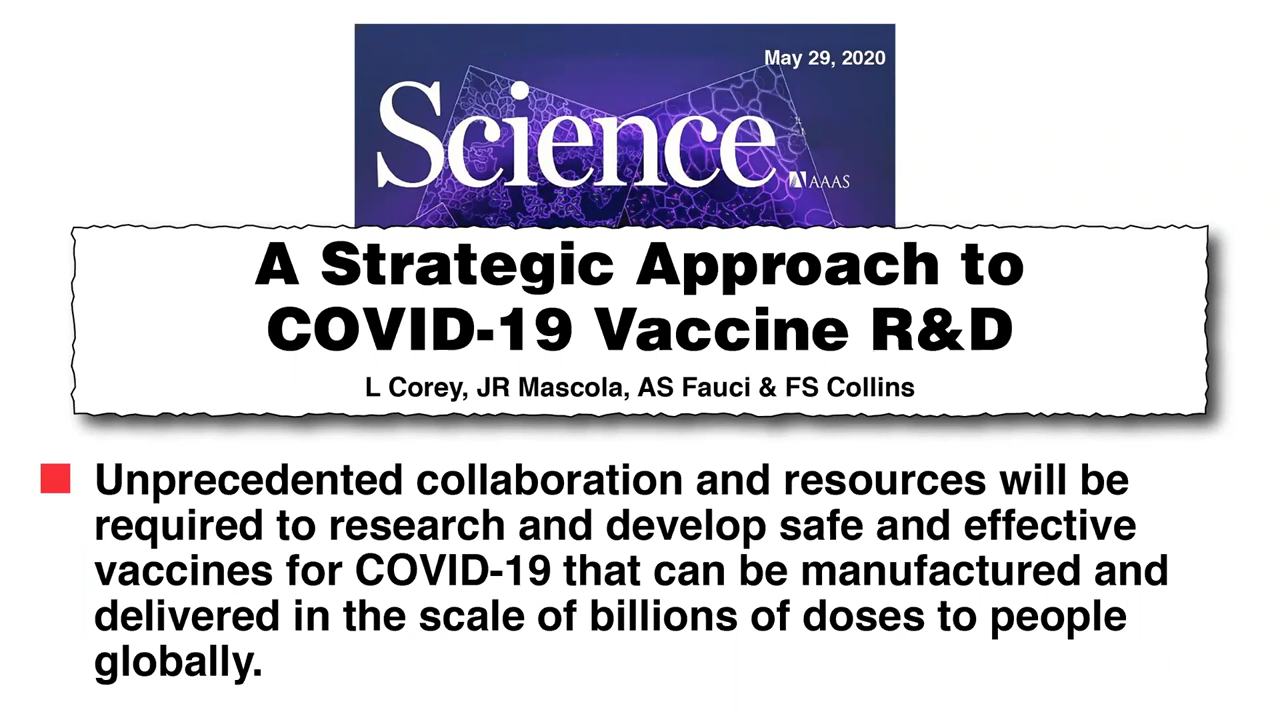 May 29, 2020
Science
AAAS
A Strategic Approach to
COVID-19 Vaccine R&D
L Corey, JR Mascola, AS Fauci & FS Collins
Unprecedented collaboration and resources will be
required to research and develop safe and effective
vaccines for COVID-19 that can be manufactured and
delivered in the scale of billions of doses to people
globally.